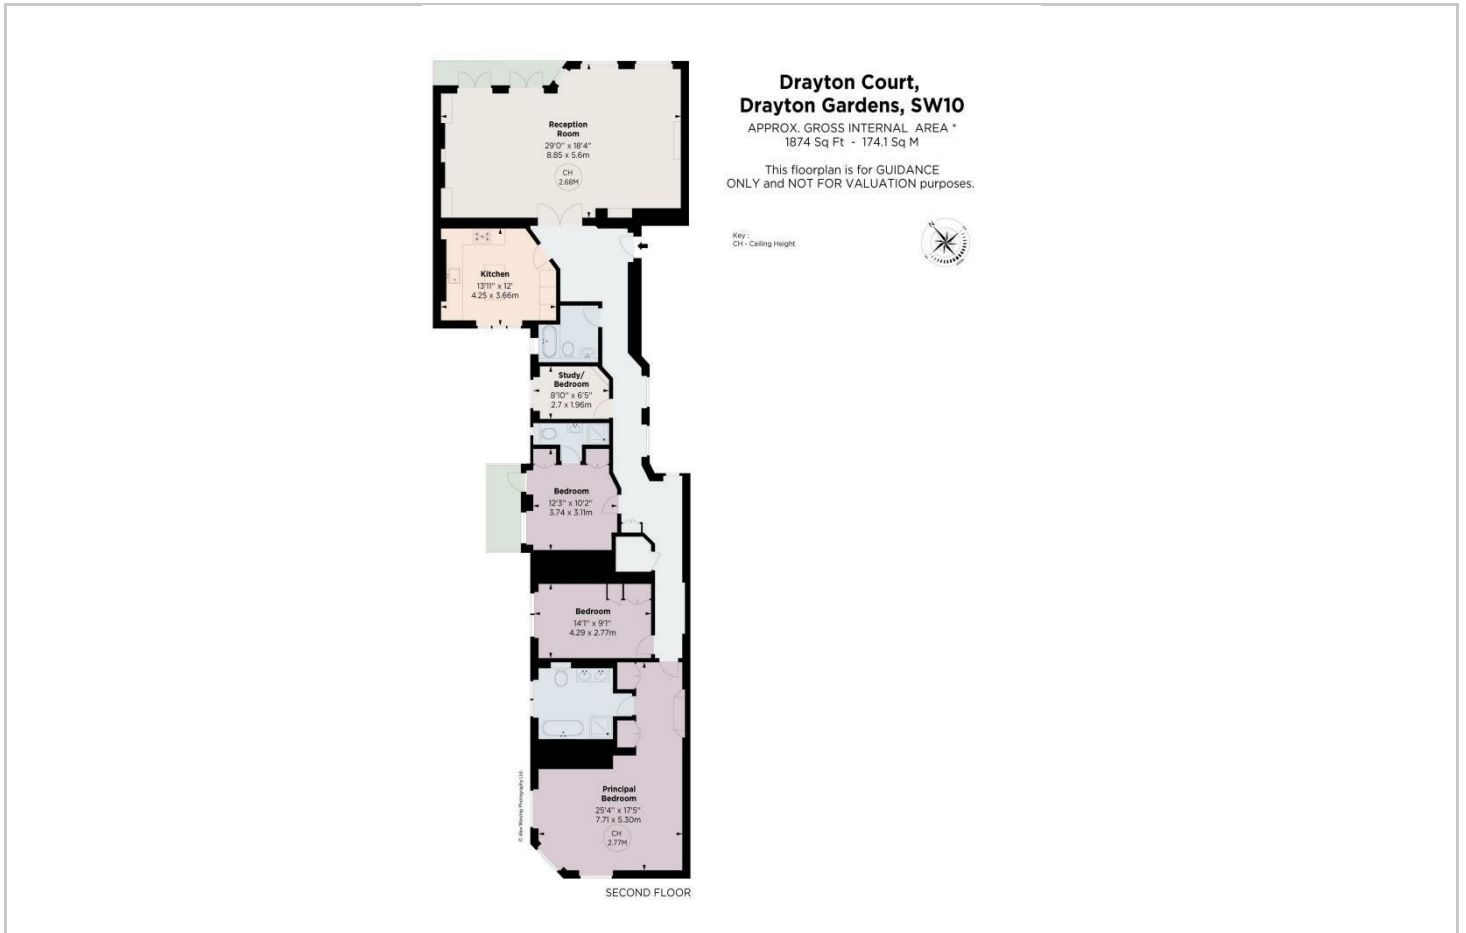 Drayton Court,
Drayton Gardens, SW10
APPROX. GROSS INTERNAL AREA *
1874 Sq Ft - 174.1 Sq M
This floorplan is for GUIDANCE
ONLY and NOT FOR VALUATION purposes.
Key :
CH - Ceiling Height
N
Reception
Room
29'0" x 18'4"
8.85 x 5.6m
CH
2.68M
Kitchen
13'11" x 12'
4.25 x 3.66m
Study/
Bedroom
8'10" x 6'5"
2.7 x 1.96m
Bedroom
12'3" x 10'2"
3.74 x 3.11m
Bedroom
14'1" x 9'1"
4.29 x 2.77m
Principal
Bedroom
25'4" x 17'5"
7.71 x 5.30m
CH
2.77M
© Alex Winship Photography Ltd.
SECOND FLOOR